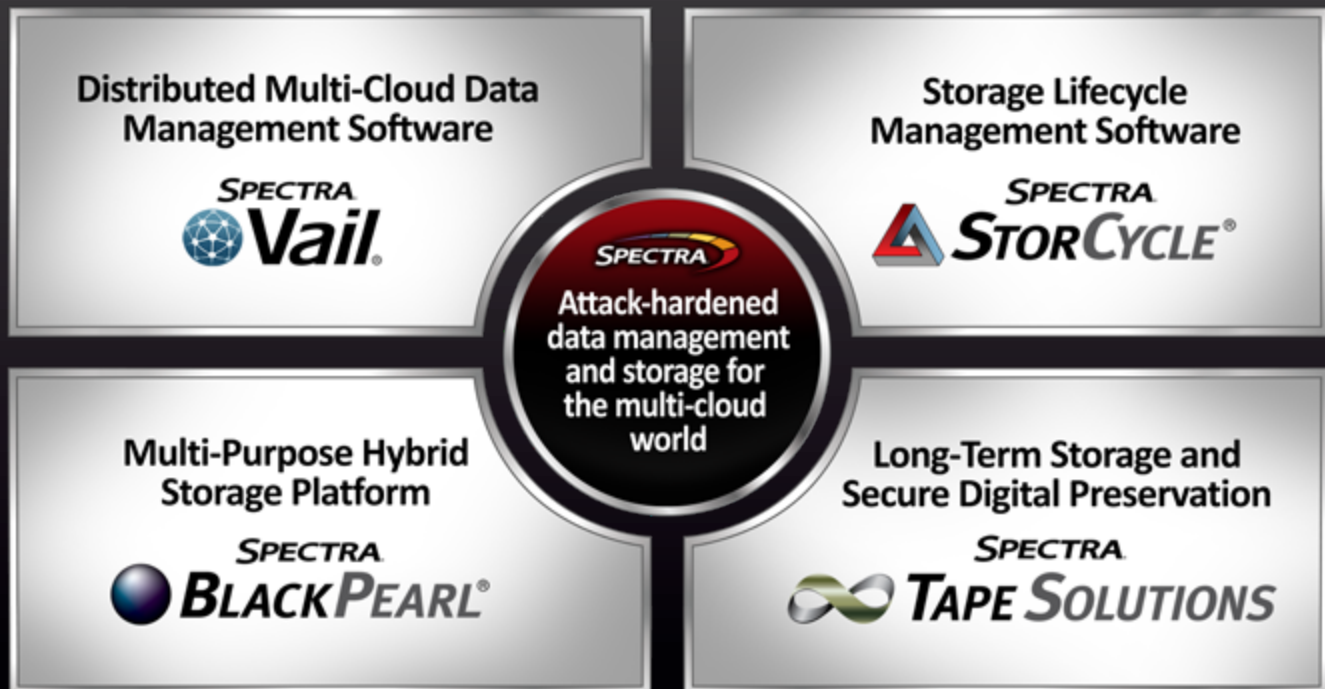 Distributed Multi-Cloud Data
Management Software
SPECTRA
Vail®
Storage Lifecycle
Management Software
SPECTRA
STORCYCLE®
SPECTRA
Attack-hardened
data management
and storage for
the multi-cloud
world
Multi-Purpose Hybrid
Storage Platform
SPECTRA
BLACKPEARL®
Long-Term Storage and
Secure Digital Preservation
SPECTRA
TAPE SOLUTIONS